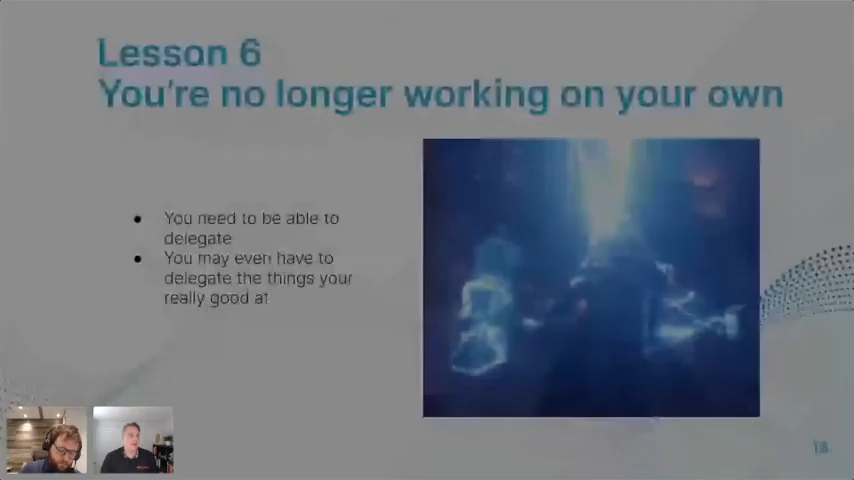 Lesson 6
You're no longer working on your own
• You need to be able to
delegate
• You may even have to
delegate the things your
really good at